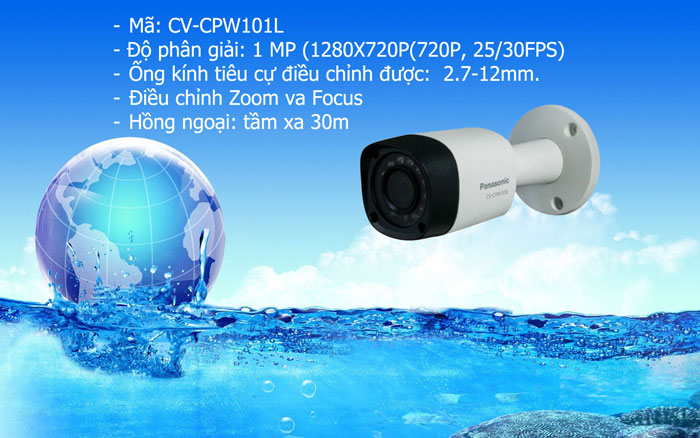 - Mã: CV-CPW101L
- Độ phân giải: 1 MP (1280X720P(720P, 25/30FPS)
- Ống kính tiêu cự điều chỉnh được: 2.7-12mm.
- Điều chỉnh Zoom va Focus
- Hồng ngoại: tầm xa 30m
Panasonic